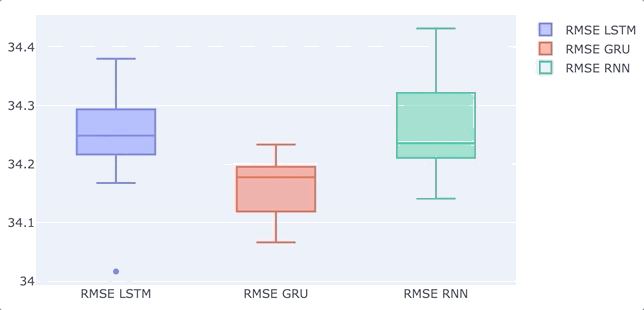 34.4
34.3
34.2
34.1
34
RMSE LSTM
RMSE GRU
RMSE RNN
RMSE LSTM
RMSE GRU
RMSE RNN